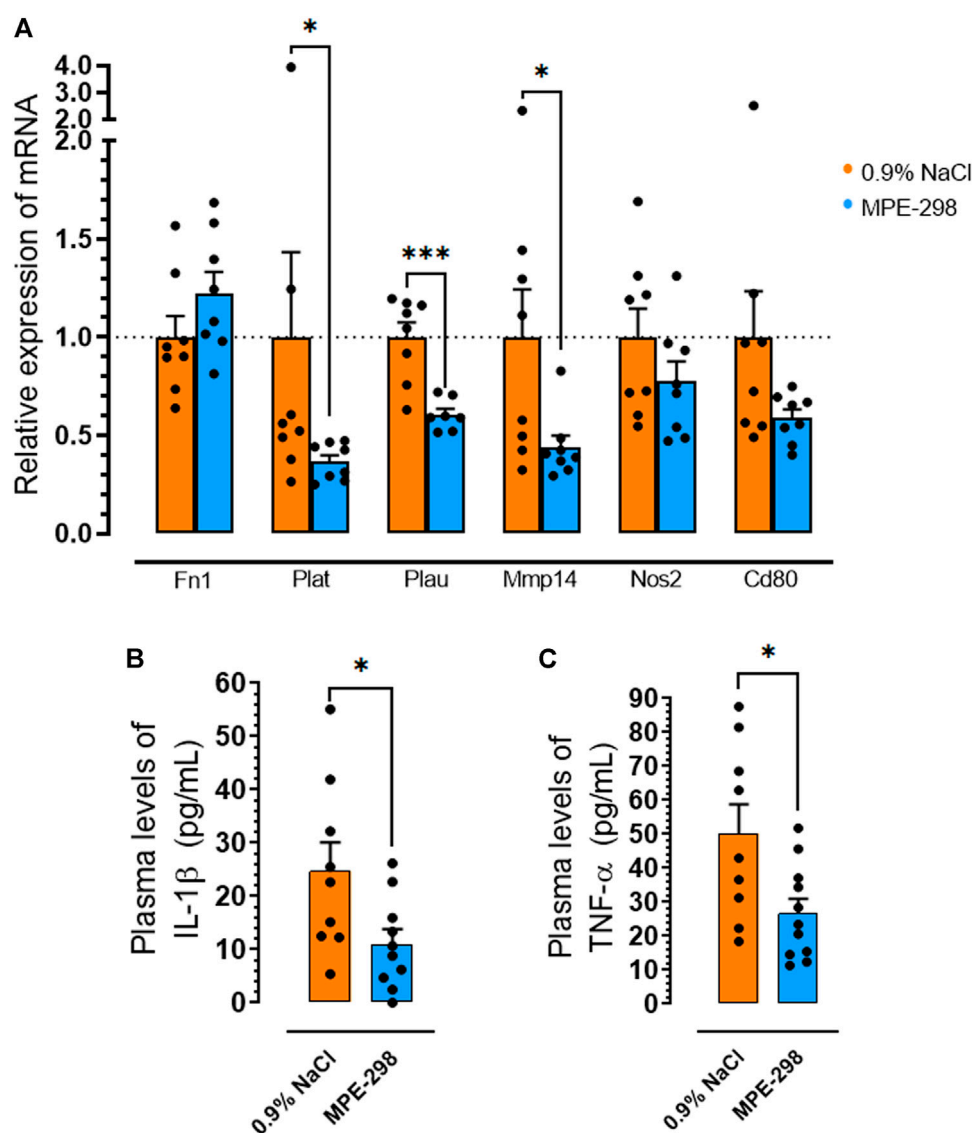 A
Relative expression of mRNA
4.0
3.0
2.0
2.0
1.5
1.0
0.5
0.0
*
***
*
0.9% NaCl
MPE-298
Fn1 Plat Plau Mmp14 Nos2 Cd80
B
Plasma levels of
IL-1β (pg/mL)
60
50
40
30
20
10
0
*
0.9% NaCl
MPE-298
C
Plasma levels of
TNF-α (pg/mL)
90
80
70
60
50
40
30
20
10
0
*
0.9% NaCl
MPE-298